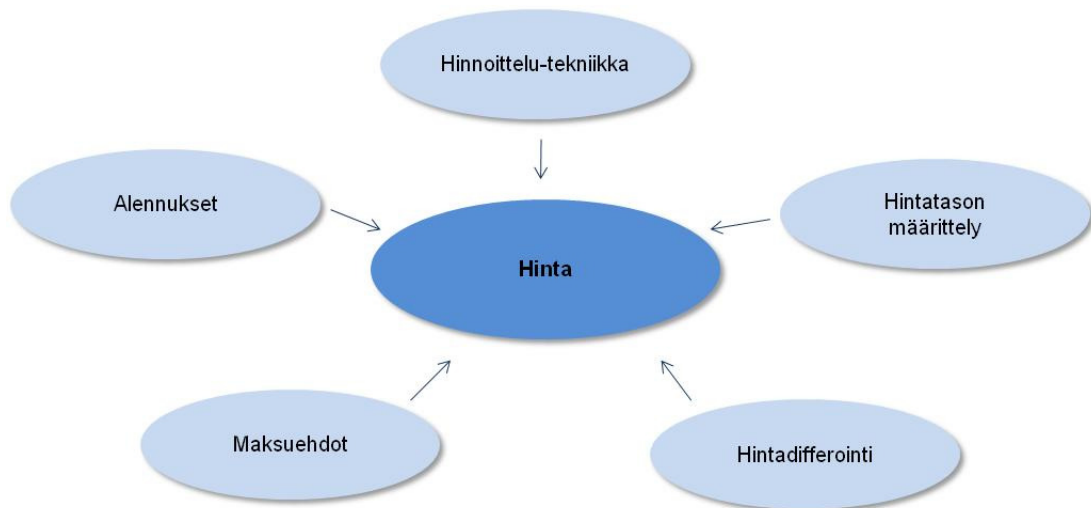 Hinnoittelu-tekniikka
Alennukset
Hintatason
määrittely
Hinta
Maksuehdot
Hintadifferointi